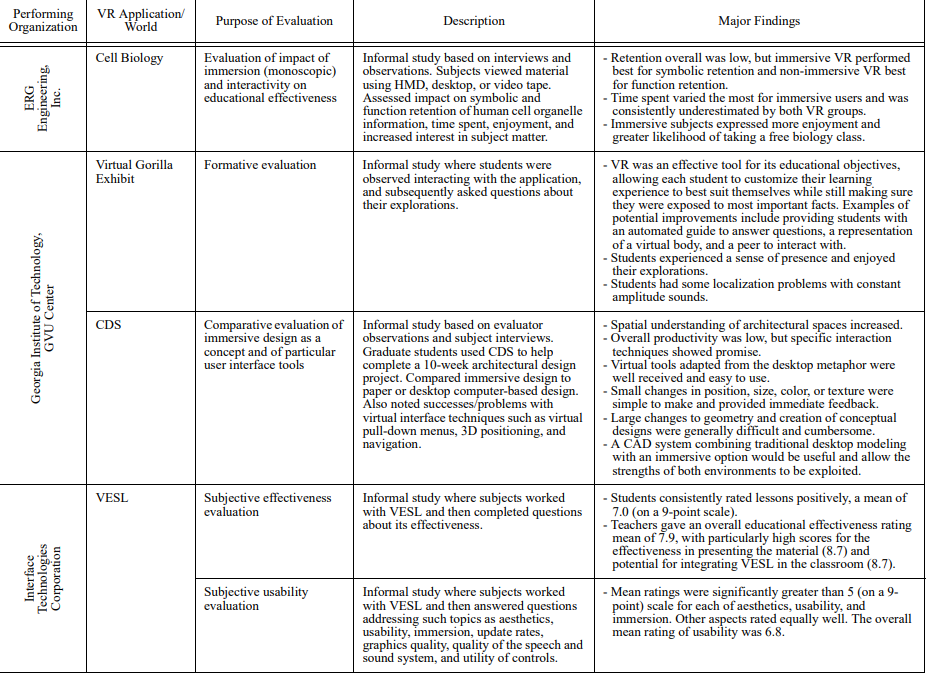 Performing
Organization
VR Application/
World
Purpose of Evaluation
Description
Major Findings
ERG
Engineering,
Inc.
Cell Biology
Evaluation of impact of
immersion (monoscopic)
and interactivity on
educational effectiveness
Informal study based on interviews and
observations. Subjects viewed material
using HMD, desktop, or video tape.
Assessed impact on symbolic and
function retention of human cell organelle
information, time spent, enjoyment, and
increased interest in subject matter.
- Retention overall was low, but immersive VR performed
best for symbolic retention and non-immersive VR best
for function retention.
- Time spent varied the most for immersive users and was
consistently underestimated by both VR groups.
- Immersive subjects expressed more enjoyment and
greater likelihood of taking a free biology class.
Georgia Institute of Technology,
GVU Center
Virtual Gorilla
Exhibit
Formative evaluation
Informal study where students were
observed interacting with the application,
and subsequently asked questions about
their explorations.
- VR was an effective tool for its educational objectives,
allowing each student to customize their learning
experience to best suit themselves while still making sure
they were exposed to most important facts. Examples of
potential improvements include providing students with
an automated guide to answer questions, a representation
of a virtual body, and a peer to interact with.
- Students experienced a sense of presence and enjoyed
their explorations.
- Students had some localization problems with constant
amplitude sounds.
CDS
Comparative evaluation of
immersive design as a
concept and of particular
user interface tools
Informal study based on evaluator
observations and subject interviews.
Graduate students used CDS to help
complete a 10-week architectural design
project. Compared immersive design to
paper or desktop computer-based design.
Also noted successes/problems with
virtual interface techniques such as virtual
pull-down menus, 3D positioning, and
navigation.
- Spatial understanding of architectural spaces increased.
- Overall productivity was low, but specific interaction
techniques showed promise.
- Virtual tools adapted from the desktop metaphor were
well received and easy to use.
- Small changes in position, size, color, or texture were
simple to make and provided immediate feedback.
- Large changes to geometry and creation of conceptual
designs were generally difficult and cumbersome.
- A CAD system combining traditional desktop modeling
with an immersive option would be useful and allow the
strengths of both environments to be exploited.
Interface
Technologies
Corporation
VESL
Subjective effectiveness
evaluation
Informal study where subjects worked
with VESL and then completed questions
about its effectiveness.
- Students consistently rated lessons positively, a mean of
7.0 (on a 9-point scale).
- Teachers gave an overall educational effectiveness rating
mean of 7.9, with particularly high scores for the
effectiveness in presenting the material (8.7) and
potential for integrating VESL in the classroom (8.7).
Subjective usability
evaluation
Informal study where subjects worked
with VESL and then answered questions
addressing such topics as aesthetics,
usability, immersion, update rates,
graphics quality, quality of the speech and
sound system, and utility of controls.
- Mean ratings were significantly greater than 5 (on a 9-
point) scale for each of aesthetics, usability, and
immersion. Other aspects rated equally well. The overall
mean rating of usability was 6.8.